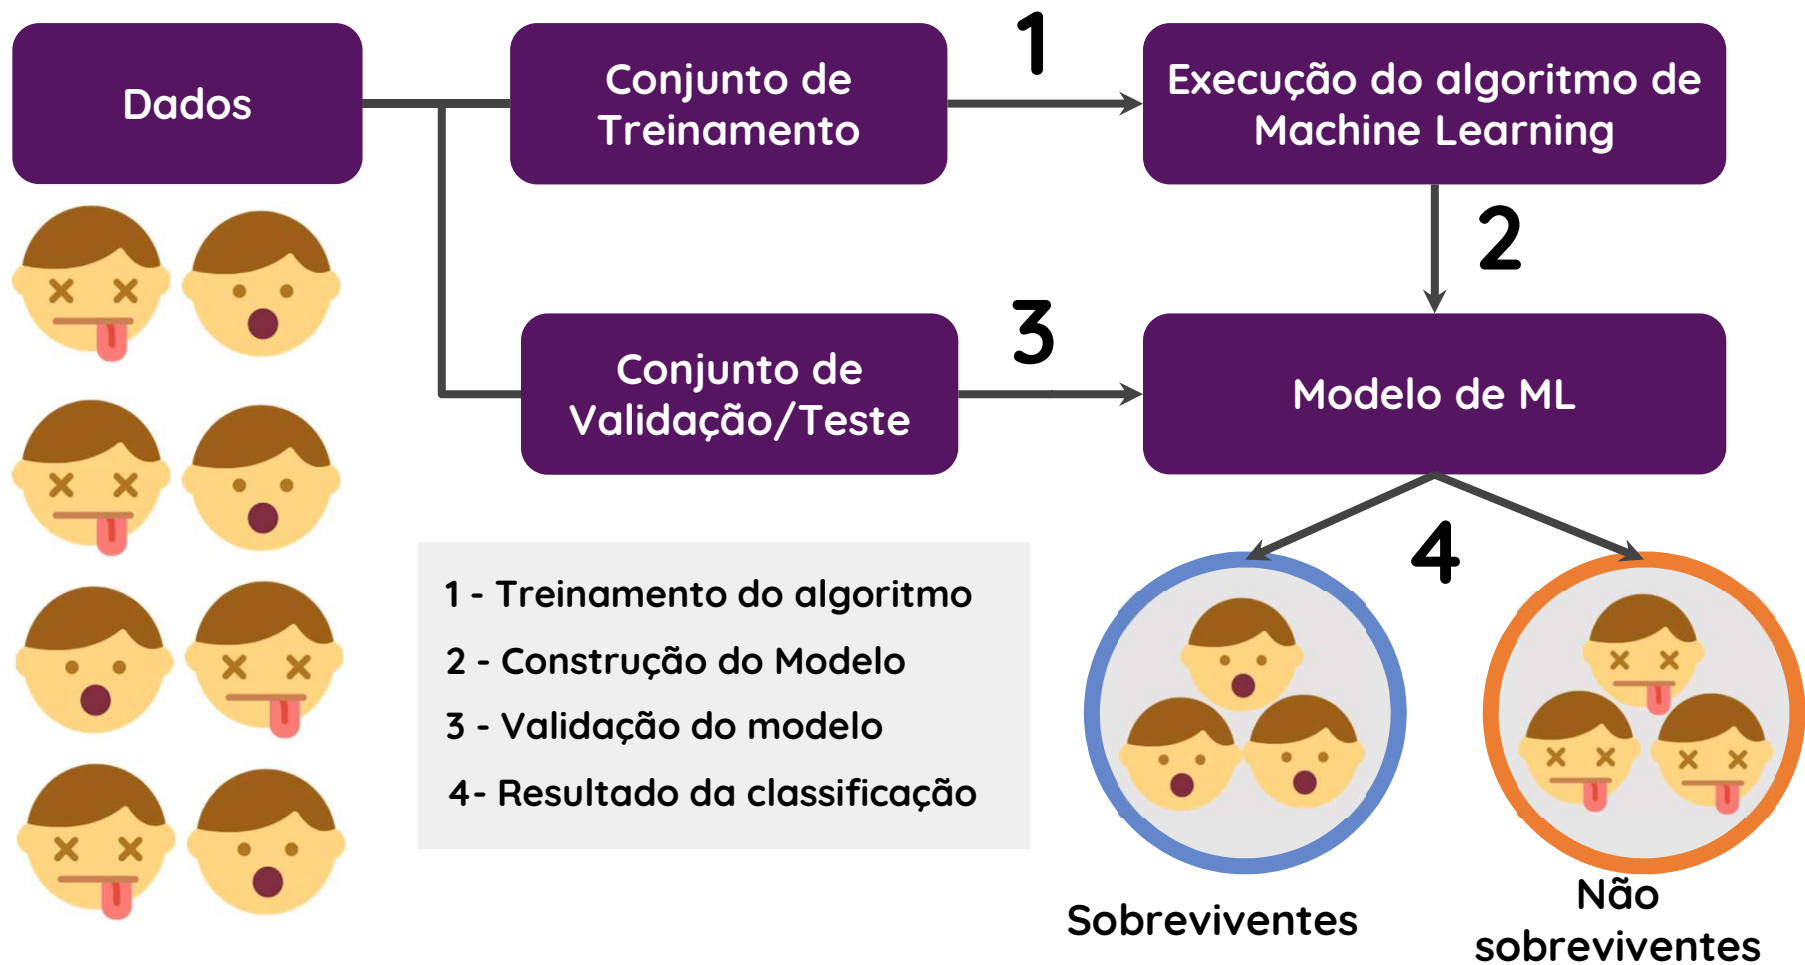 Dados
Conjunto de
Treinamento
1
Execução do algoritmo de
Machine Learning
2
Conjunto de
Validação/Teste
3
Modelo de ML
4
1 - Treinamento do algoritmo
2 - Construção do Modelo
3 - Validação do modelo
4- Resultado da classificação
Sobreviventes
Não
sobreviventes